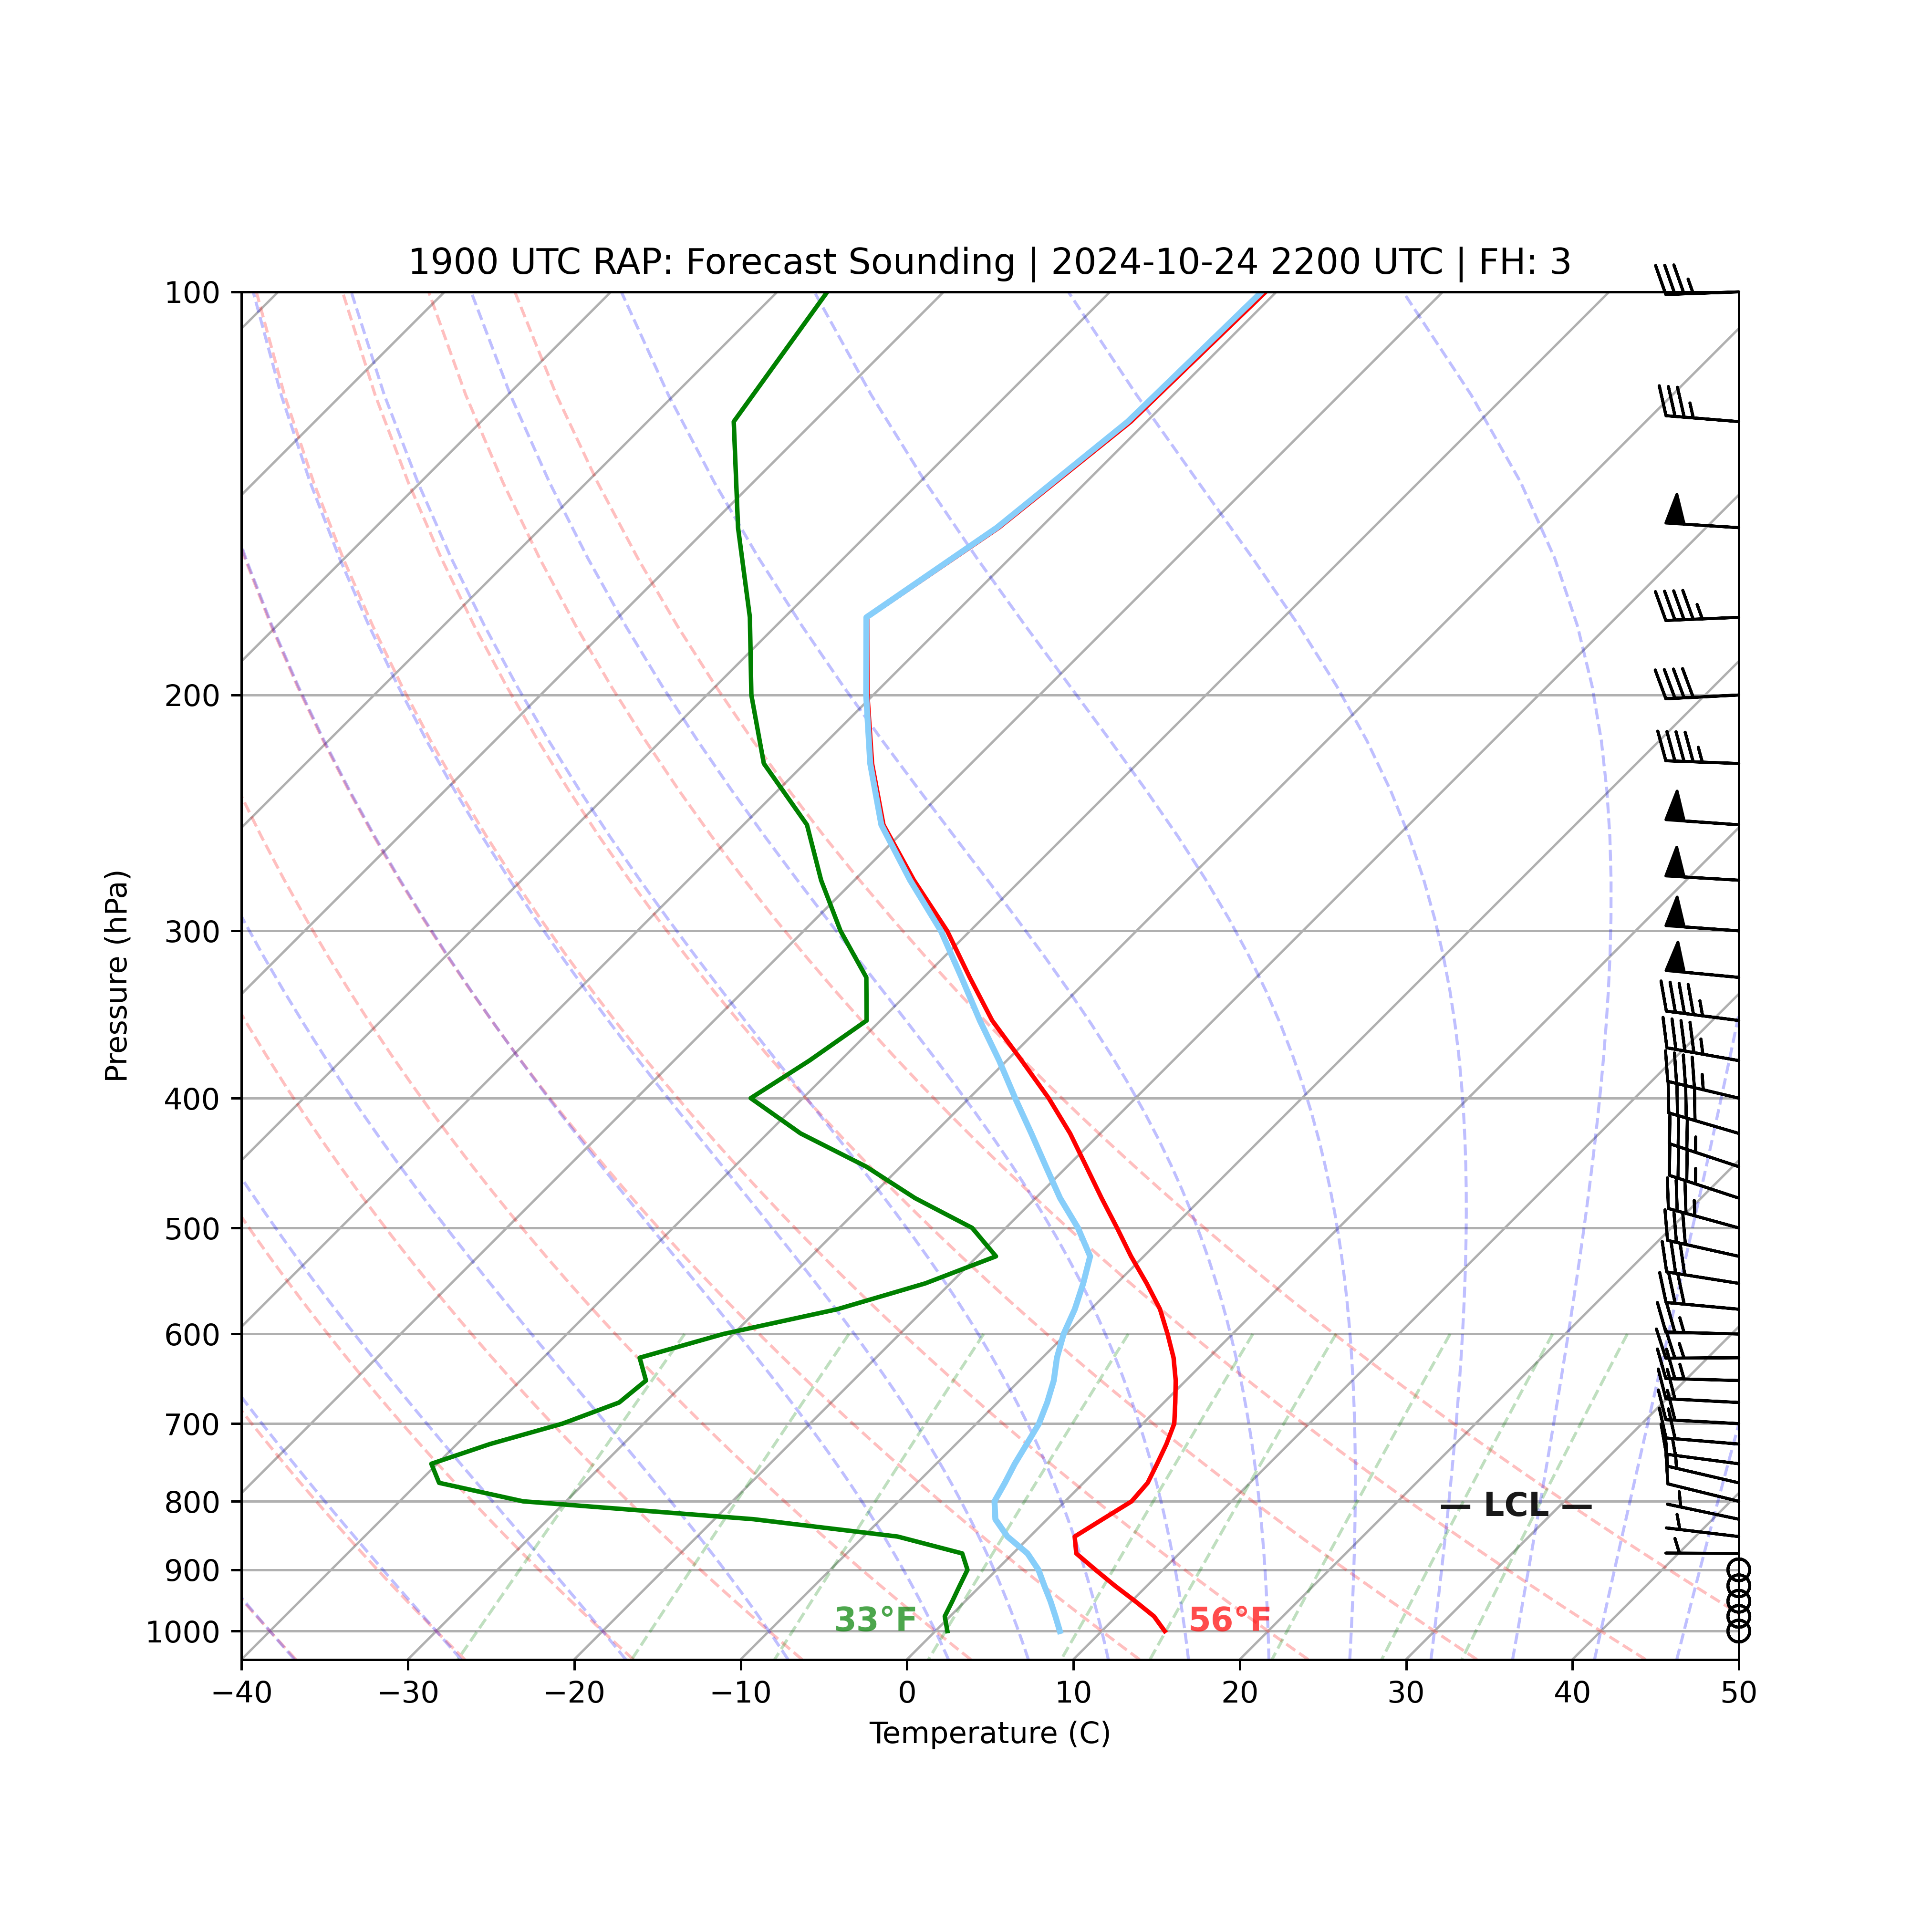 1900 UTC RAP: Forecast Sounding | 2024-10-24 2200 UTC | FH: 3
100
200
300
400
500
600
700
800
900
1000
Pressure (hPa)
— LCL —
33°F
56°F
−40 −30 −20 −10 0 10 20 30 40 50
Temperature (C)